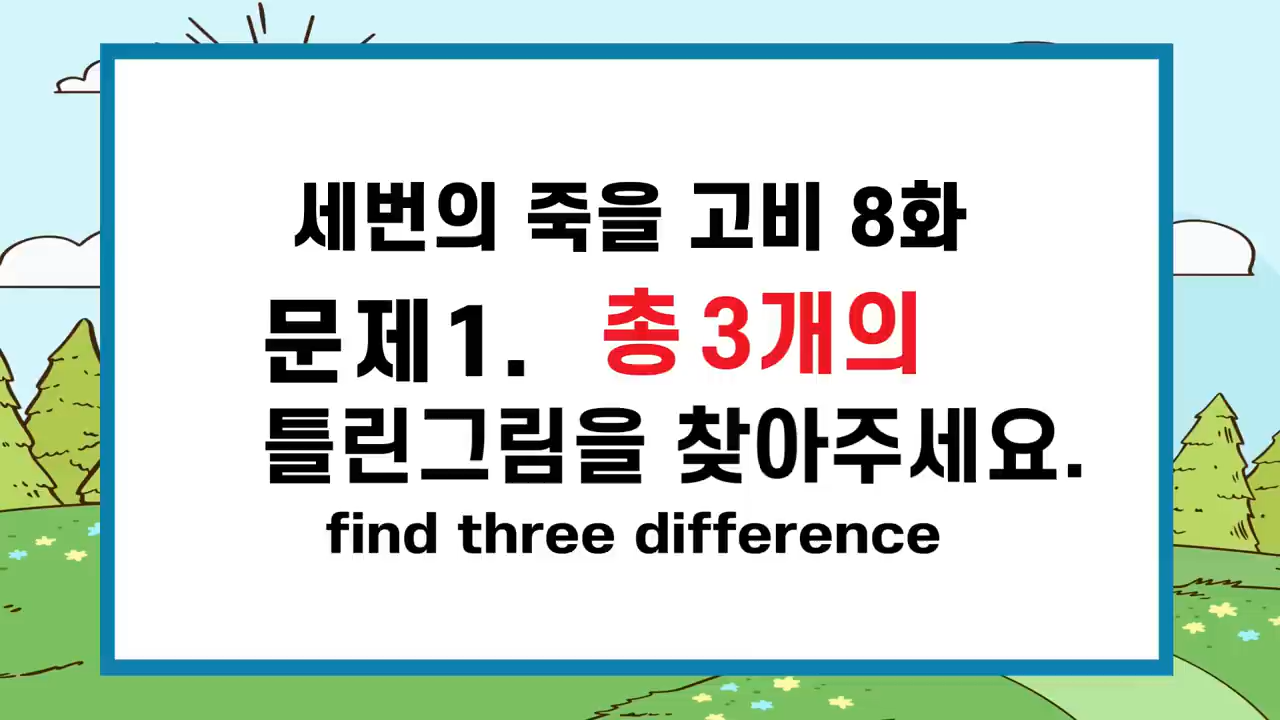 세번의 죽을 고비 8화
문제1. 총 3개의
틀린그림을 찾아주세요.
find three difference